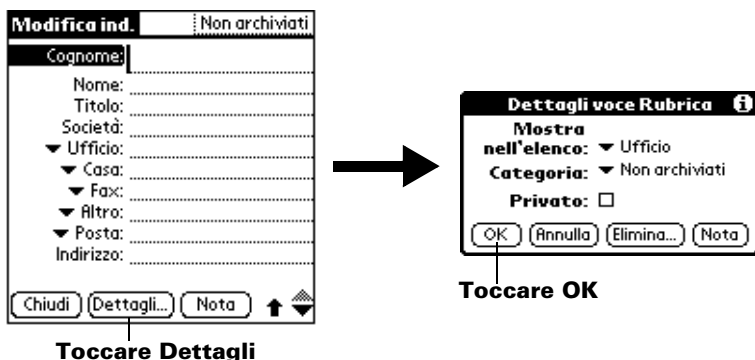 Modifica ind. Non archiviati
Cognome:
Nome:
Titolo:
Società:
Ufficio:
Casa:
Fax:
Altro:
Posta:
Indirizzo:
Chiudi Dettagli... Nota
Toccare Dettagli
Dettagli voce Rubrica i
Mostra
nell'elenco: Ufficio
Categoria: Non archiviati
Privato:
OK Annulla Elimina... Nota
Toccare OK